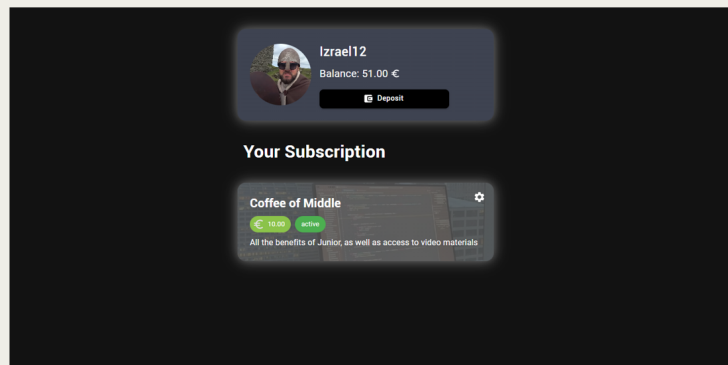 Izrael12
Balance: 51.00 €
Deposit
Your Subscription
Coffee of Middle
€ 10.00 active
All the benefits of Junior, as well as access to video materials